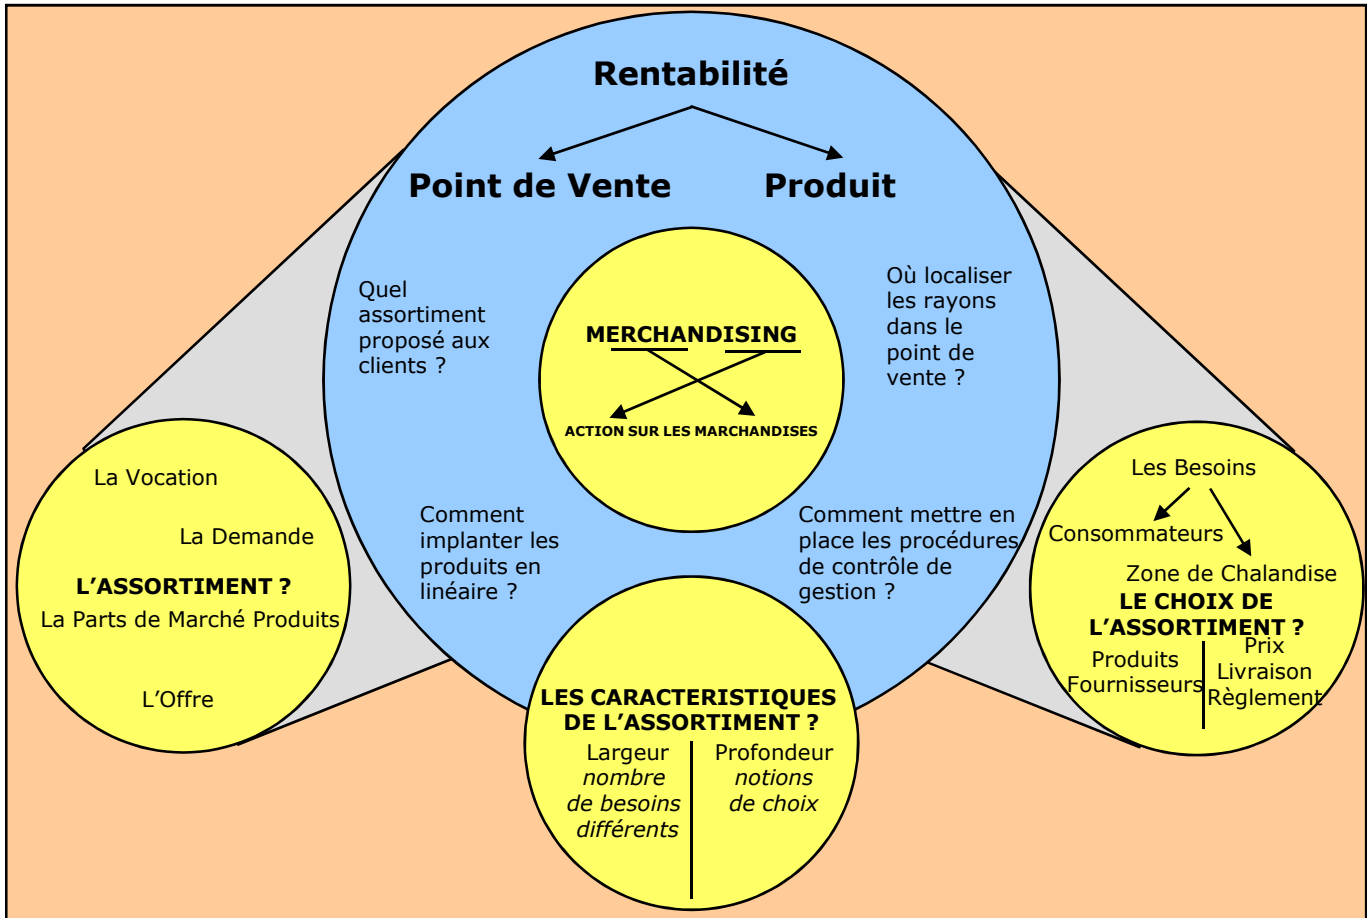 Rentabilité
Point de Vente
Produit
Quel
assortiment
proposé aux
clients ?
Où localiser
les rayons
dans le
point de
vente ?
MERCHANDISING
ACTION SUR LES MARCHANDISES
Comment
implanter les
produits en
linéaire ?
Comment mettre en
place les procédures
de contrôle de
gestion ?
La Vocation
La Demande
L’ASSORTIMENT ?
La Parts de Marché Produits
L’Offre
LES CARACTERISTIQUES
DE L’ASSORTIMENT ?
Largeur
nombre
de besoins
différents
Profondeur
notions
de choix
Les Besoins
Consommateurs
Zone de Chalandise
LE CHOIX DE
L’ASSORTIMENT ?
Produits
Fournisseurs
Prix
Livraison
Règlement